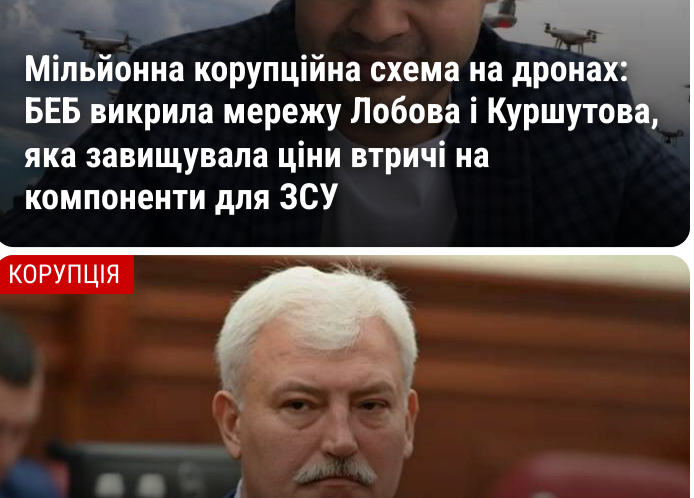 Мільйонна корупційна схема на дронах:
БЕБ викрила мережу Лобова і Куршутова,
яка завищувала ціни втричі на
компоненти для ЗСУ
КОРУПЦІЯ